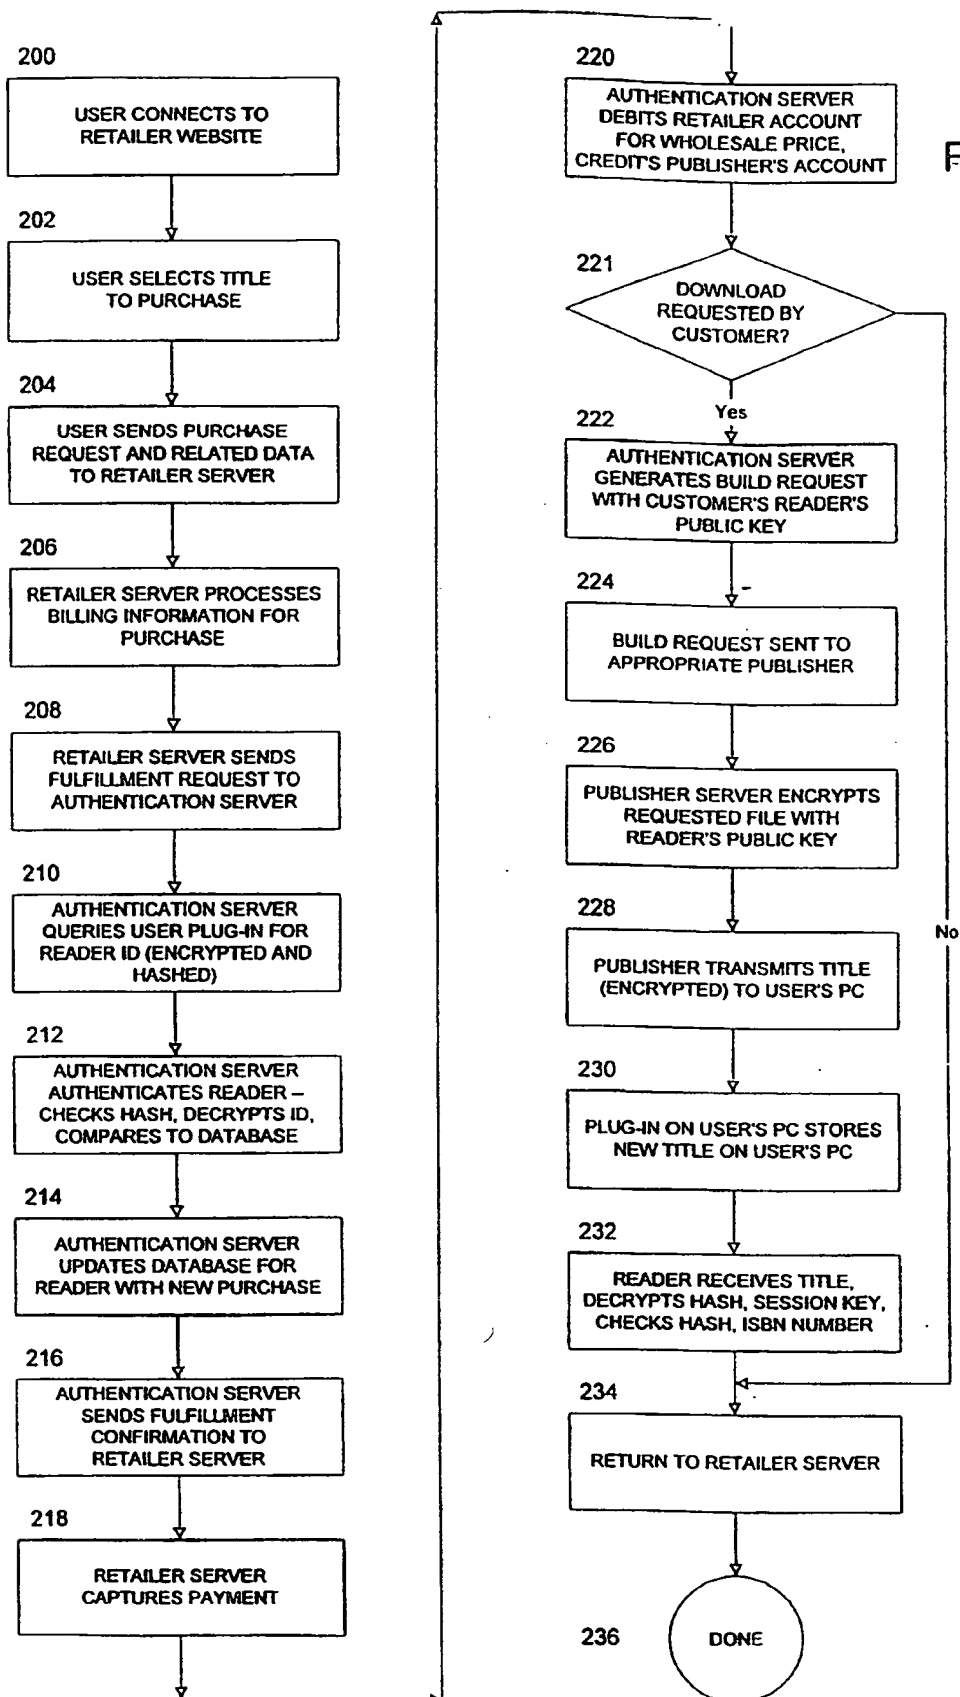 200
USER CONNECTS TO
RETAILER WEBSITE
202
USER SELECTS TITLE
TO PURCHASE
204
USER SENDS PURCHASE
REQUEST AND RELATED DATA
TO RETAILER SERVER
206
RETAILER SERVER PROCESSES
BILLING INFORMATION FOR
PURCHASE
208
RETAILER SERVER SENDS
FULFILLMENT REQUEST TO
AUTHENTICATION SERVER
210
AUTHENTICATION SERVER
QUERIES USER PLUG-IN FOR
READER ID (ENCRYPTED AND
HASHED)
212
AUTHENTICATION SERVER
AUTHENTICATES READER –
CHECKS HASH, DECRYPTS ID,
COMPARES TO DATABASE
214
AUTHENTICATION SERVER
UPDATES DATABASE FOR
READER WITH NEW PURCHASE
216
AUTHENTICATION SERVER
SENDS FULFILLMENT
CONFIRMATION TO
RETAILER SERVER
218
RETAILER SERVER
CAPTURES PAYMENT
220
AUTHENTICATION SERVER
DEBITS RETAILER ACCOUNT
FOR WHOLESALE PRICE,
CREDIT'S PUBLISHER'S ACCOUNT
F
221
DOWNLOAD
REQUESTED BY
CUSTOMER?
Yes
222
AUTHENTICATION SERVER
GENERATES BUILD REQUEST
WITH CUSTOMER'S READER'S
PUBLIC KEY
224
BUILD REQUEST SENT TO
APPROPRIATE PUBLISHER
226
PUBLISHER SERVER ENCRYPTS
REQUESTED FILE WITH
READER'S PUBLIC KEY
228
No
PUBLISHER TRANSMITS TITLE
(ENCRYPTED) TO USER'S PC
230
PLUG-IN ON USER'S PC STORES
NEW TITLE ON USER'S PC
232
READER RECEIVES TITLE,
DECRYPTS HASH, SESSION KEY,
CHECKS HASH, ISBN NUMBER
234
RETURN TO RETAILER SERVER
236
DONE